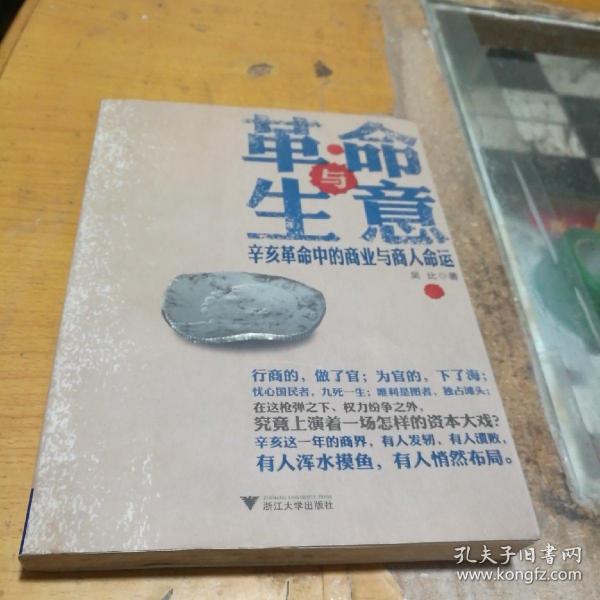 革命
与
生意
辛亥革命中的商业与商人命运
吴比 著
行商的，做了官；为官的，下了海；
忧心国民者，九死一生；唯利是图者，独占滩头；
在这枪弹之下、权力纷争之外，
究竟上演着一场怎样的资本大戏？
辛亥这一年的商界，有人发轫，有人溃败，
有人浑水摸鱼，有人悄然布局。
ZHEJIANG UNIVERSITY PRESS
浙江大学出版社
孔夫子旧书网
www.kongfz.com